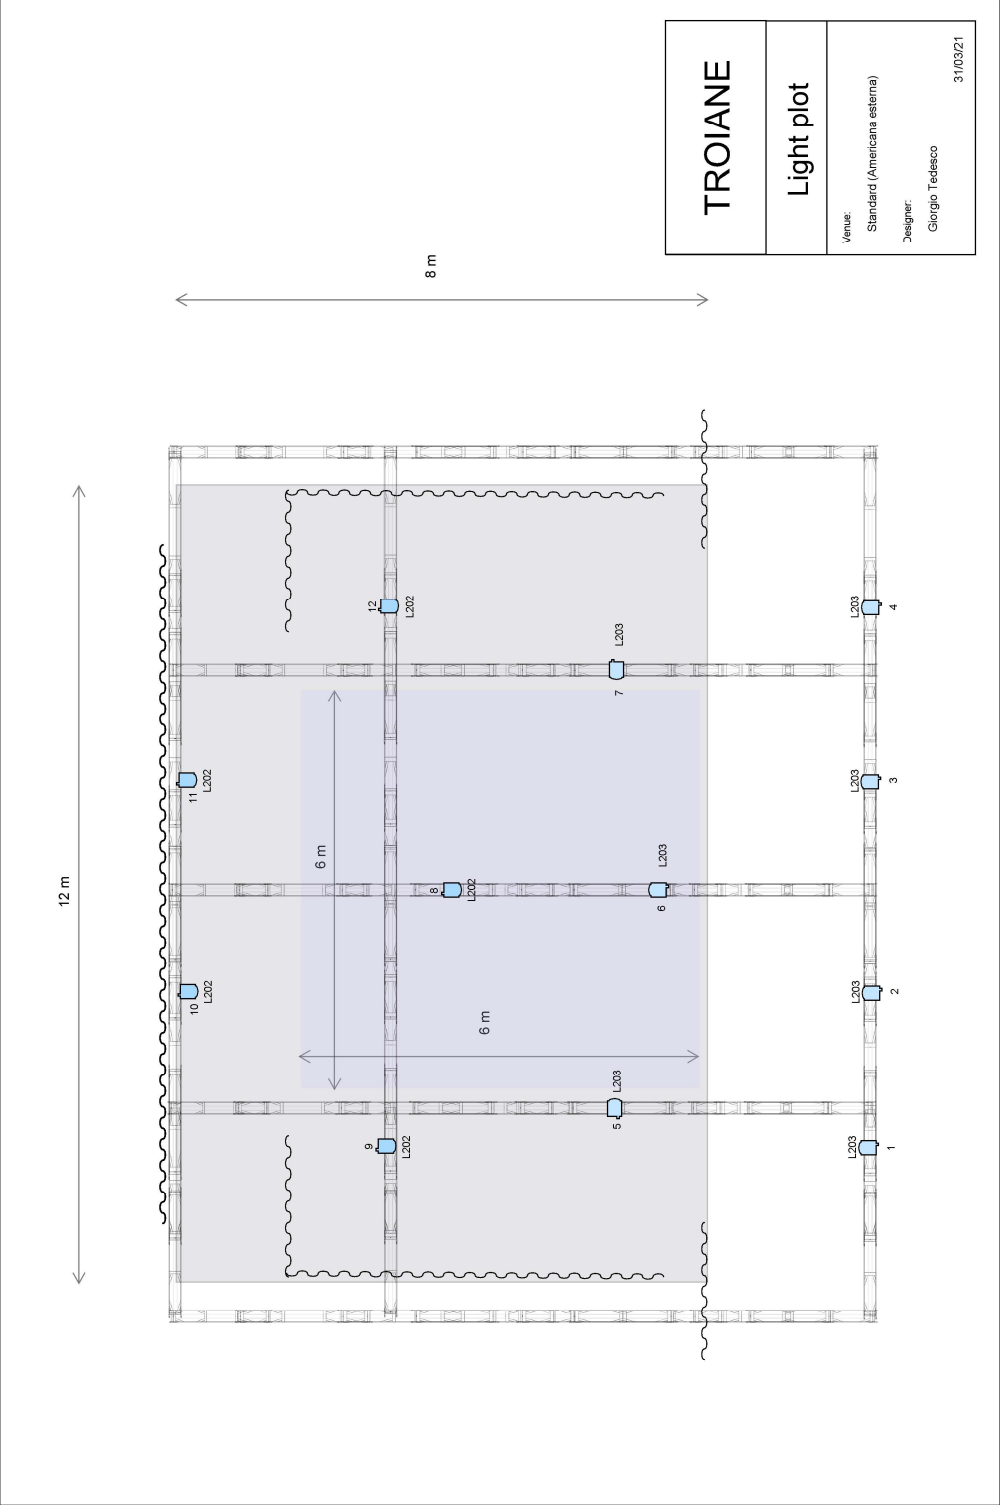 TROIANE
Light plot
Venue:
Standard (Americana esterna)
Designer:
Giorgio Tedesco
31/03/21
8 m
12 m
6 m
6 m
12
L202
L203
7
L203
4
11
L202
L203
3
8
L202
L203
6
10
L202
L203
2
9
L202
L203
5
L203
1